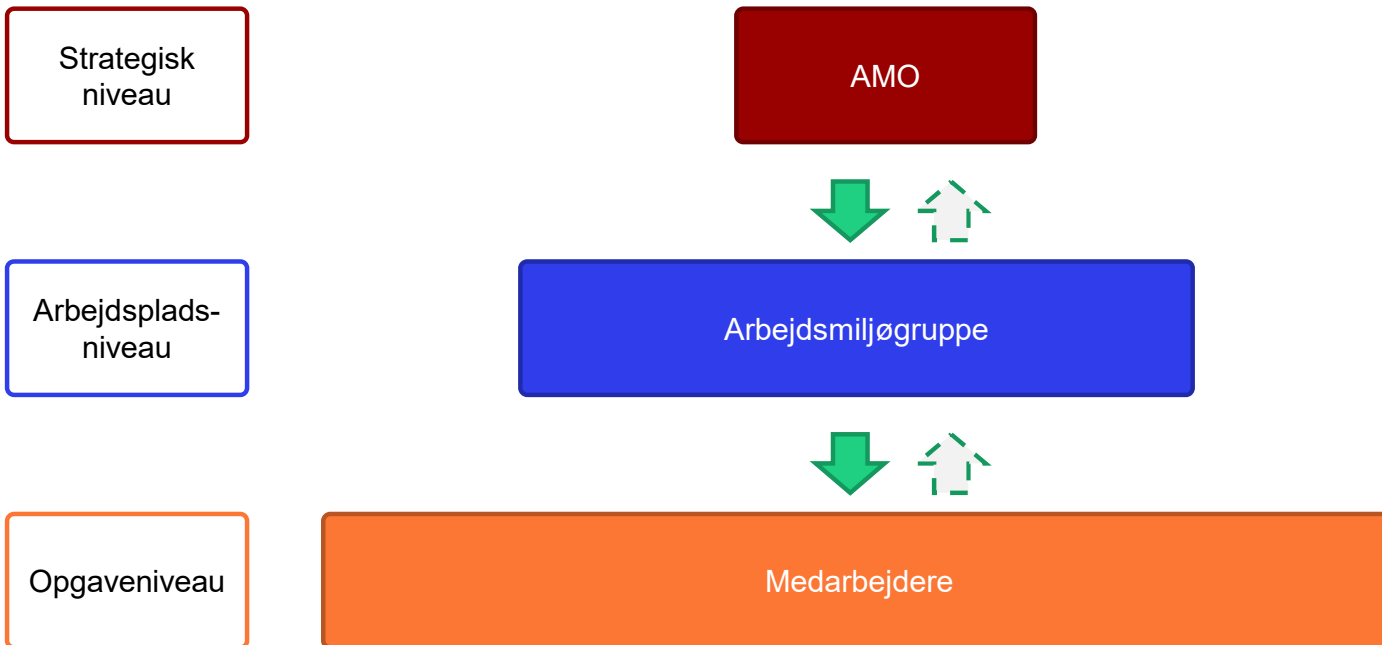 Strategisk
niveau
AMO
Arbejdsplads-
niveau
Arbejdsmiljøgruppe
Opgaveniveau
Medarbejdere